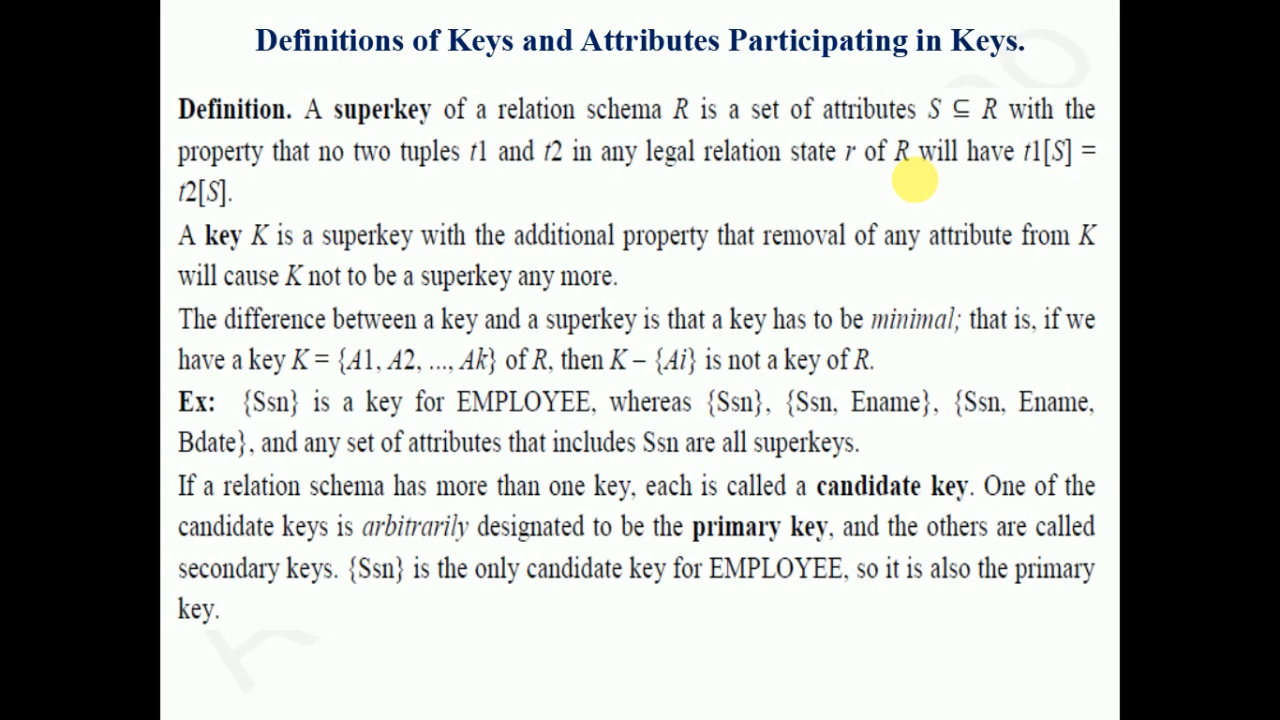 Definitions of Keys and Attributes Participating in Keys.
Definition. A superkey of a relation schema R is a set of attributes S ⊆ R with the
property that no two tuples t1 and t2 in any legal relation state r of R will have t1[S] =
t2[S].
A key K is a superkey with the additional property that removal of any attribute from K
will cause K not to be a superkey any more.
The difference between a key and a superkey is that a key has to be minimal; that is, if we
have a key K = {A1, A2, ..., Ak} of R, then K – {Ai} is not a key of R.
Ex: {Ssn} is a key for EMPLOYEE, whereas {Ssn}, {Ssn, Ename}, {Ssn, Ename,
Bdate}, and any set of attributes that includes Ssn are all superkeys.
If a relation schema has more than one key, each is called a candidate key. One of the
candidate keys is arbitrarily designated to be the primary key, and the others are called
secondary keys. {Ssn} is the only candidate key for EMPLOYEE, so it is also the primary
key.